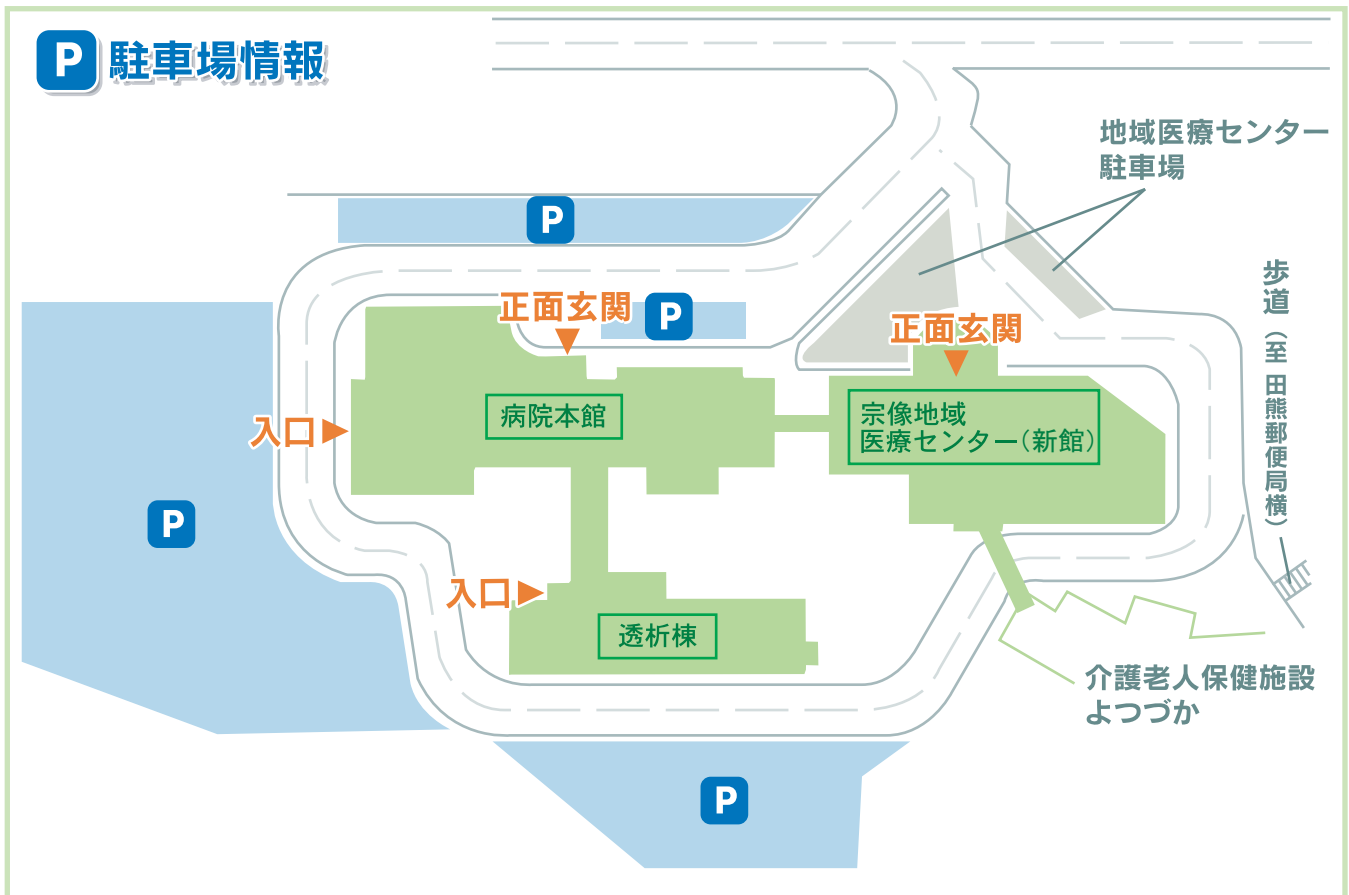 P 駐車場情報
地域医療センター
駐車場
P
歩道（至 田熊郵便局横）
正面玄関
P
正面玄関
入口
病院本館
宗像地域
医療センター（新館）
P
入口
透析棟
介護老人保健施設
よつづか
P